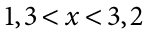 1,3 < x < 3,2